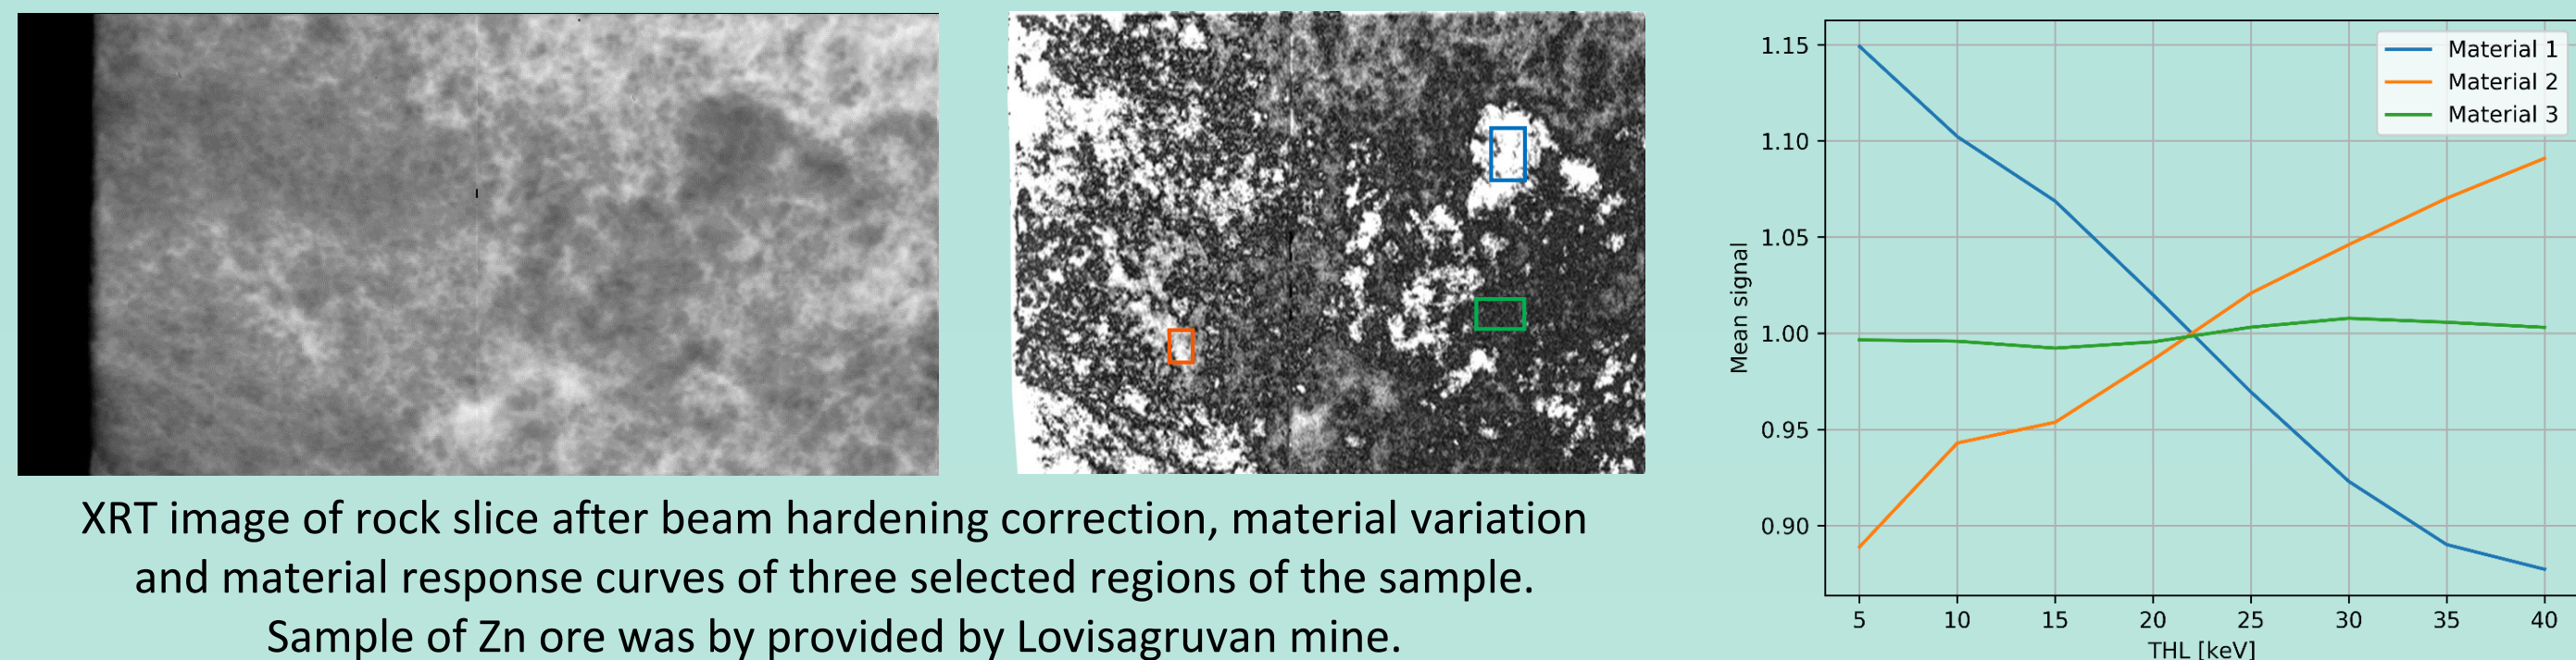 XRT image of rock slice after beam hardening correction, material variation
and material response curves of three selected regions of the sample.
Sample of Zn ore was by provided by Lovisagruvan mine.
Mean signal
1.15
1.10
1.05
1.00
0.95
0.90
Material 1
Material 2
Material 3
5 10 15 20 25 30 35 40
THL [keV]